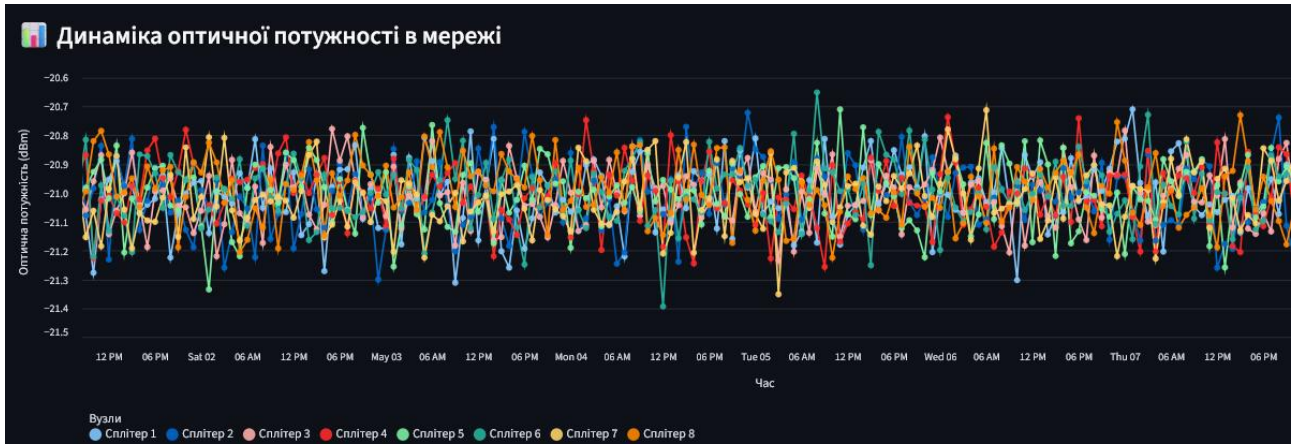 📊 Динаміка оптичної потужності в мережі
Оптична потужність (dBm)
−20.6
−20.7
−20.8
−20.9
−21.0
−21.1
−21.2
−21.3
−21.4
−21.5
12 PM 06 PM Sat 02 06 AM 12 PM 06 PM May 03 06 AM 12 PM 06 PM Mon 04 06 AM 12 PM 06 PM Tue 05 06 AM 12 PM 06 PM Wed 06 06 AM 12 PM 06 PM Thu 07 06 AM 12 PM 06 PM
Час
Вузли
Сплітер 1 Сплітер 2 Сплітер 3 Сплітер 4 Сплітер 5 Сплітер 6 Сплітер 7 Сплітер 8